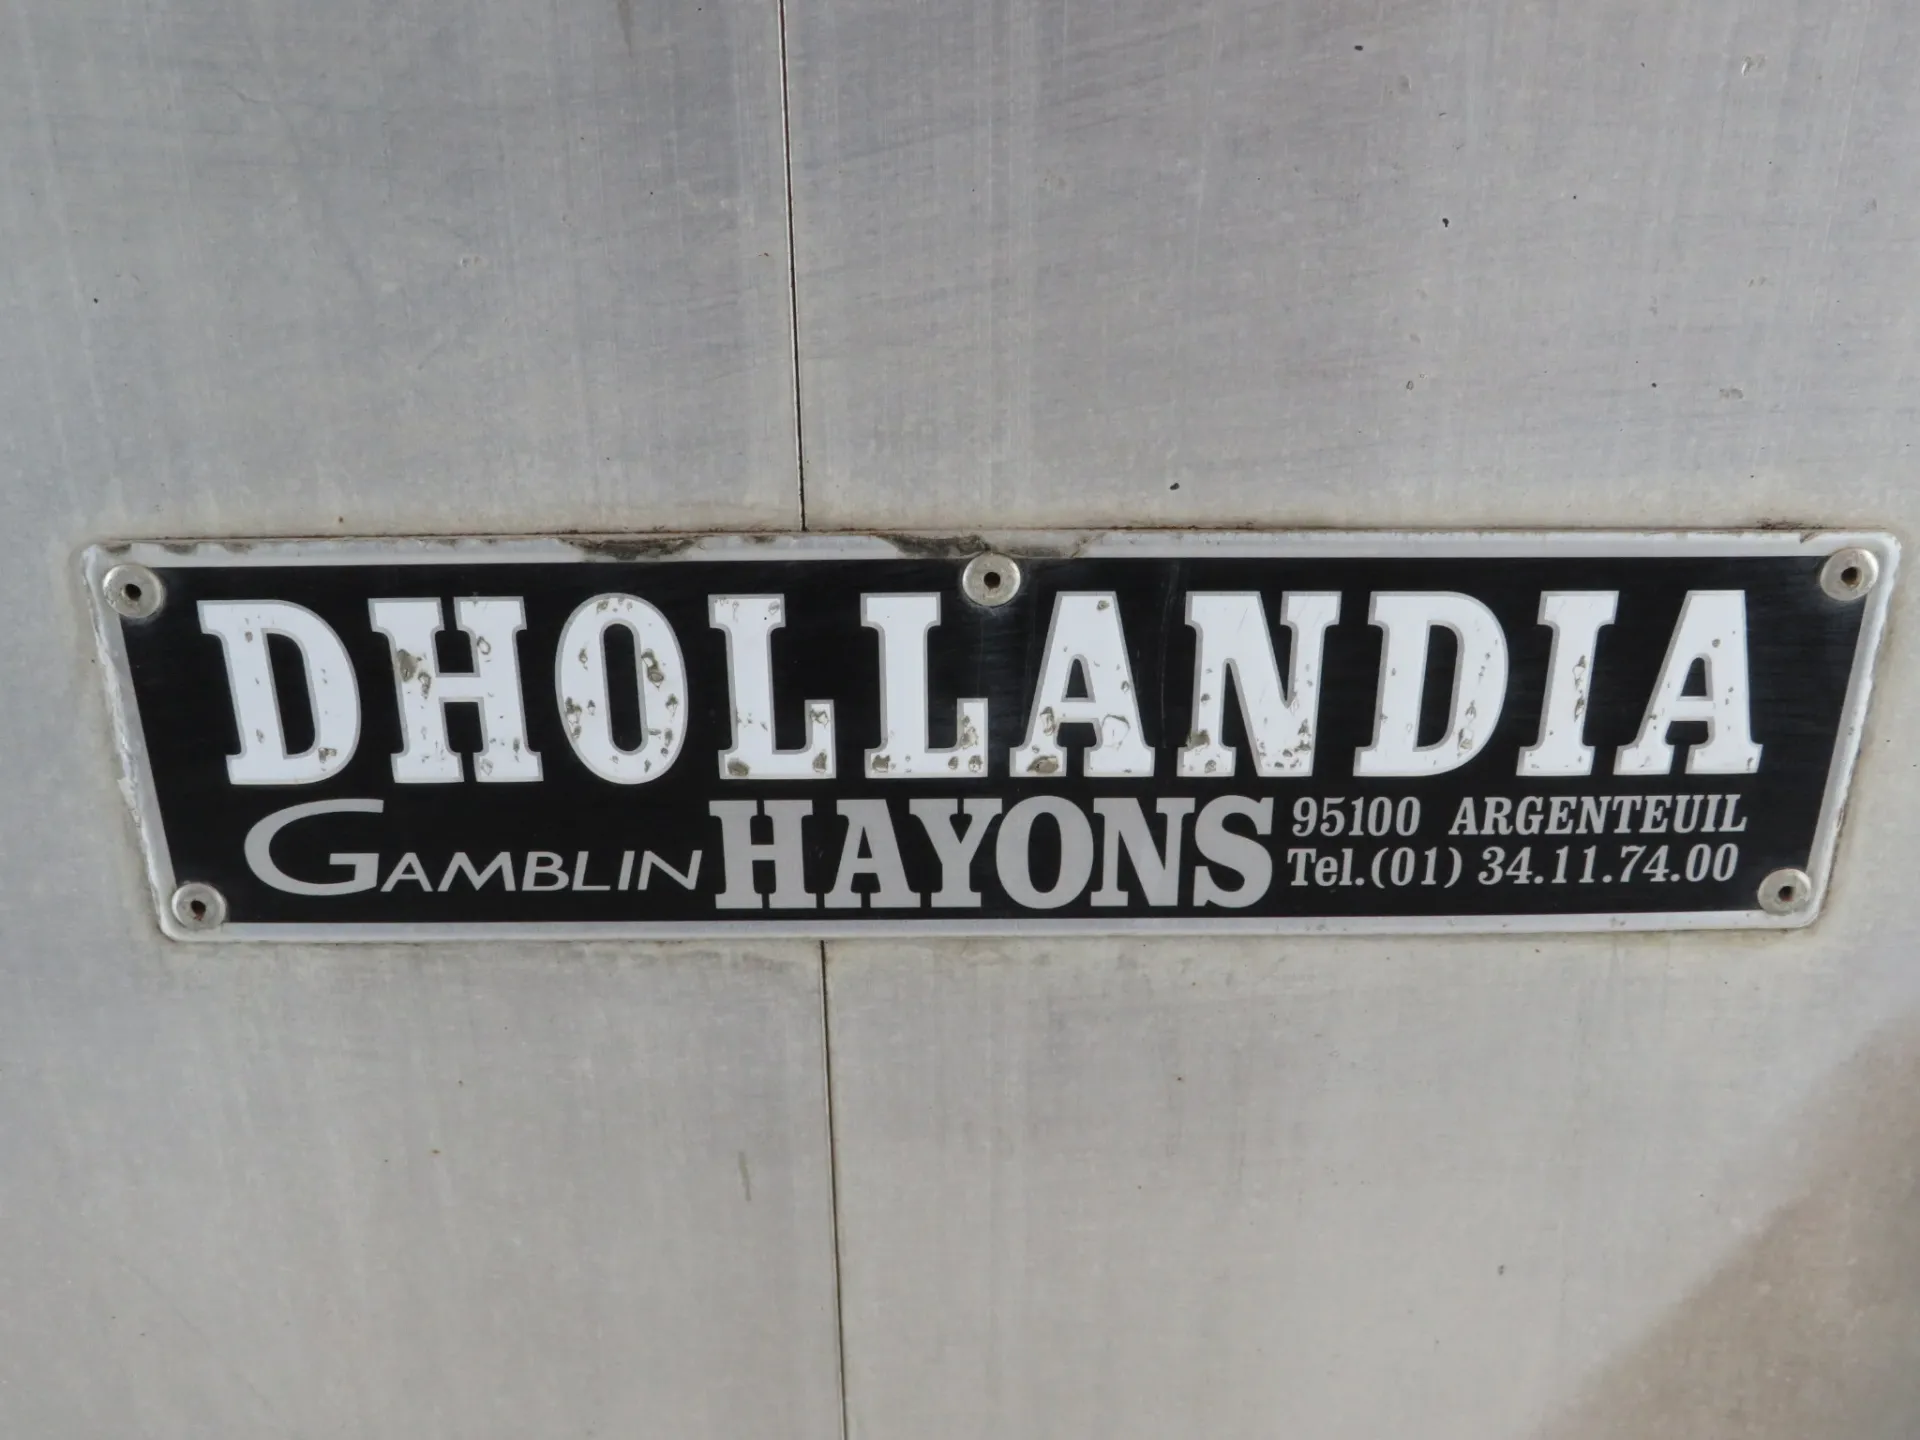 DHOLLANDIA
GAMBLIN HAYONS 95100 ARGENTEUIL
Tel.(01) 34.11.74.00